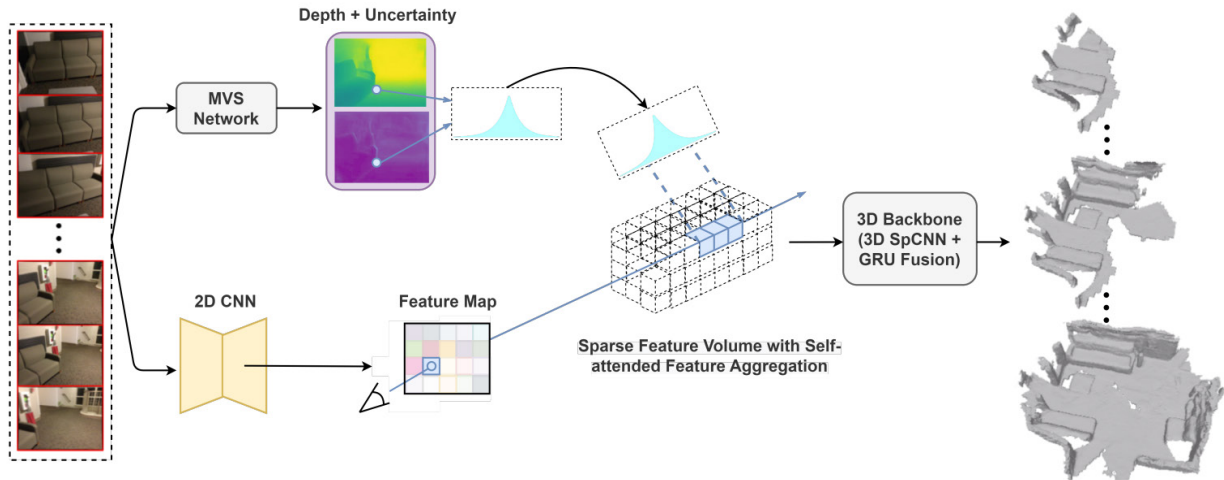 Depth + Uncertainty
MVS
Network
2D CNN
Feature Map
3D Backbone
(3D SpCNN +
GRU Fusion)
Sparse Feature Volume with Self-
attended Feature Aggregation